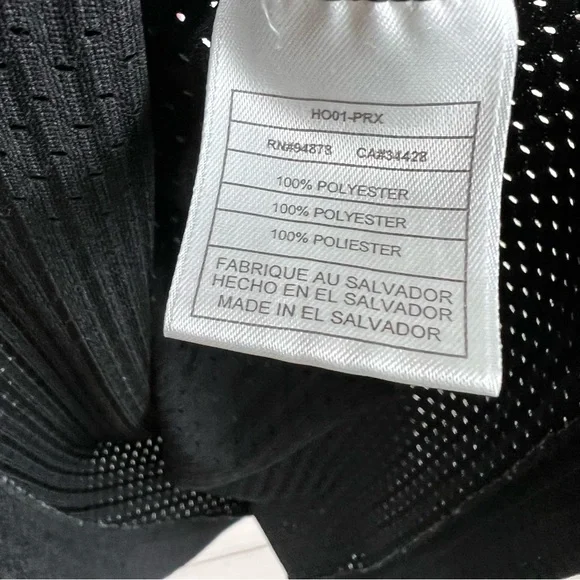 HO01-PRX
RN#94878 CA#34428
100% POLYESTER
100% POLYESTER
100% POLIESTER
FABRIQUE AU SALVADOR
HECHO EN EL SALVADOR
MADE IN EL SALVADOR